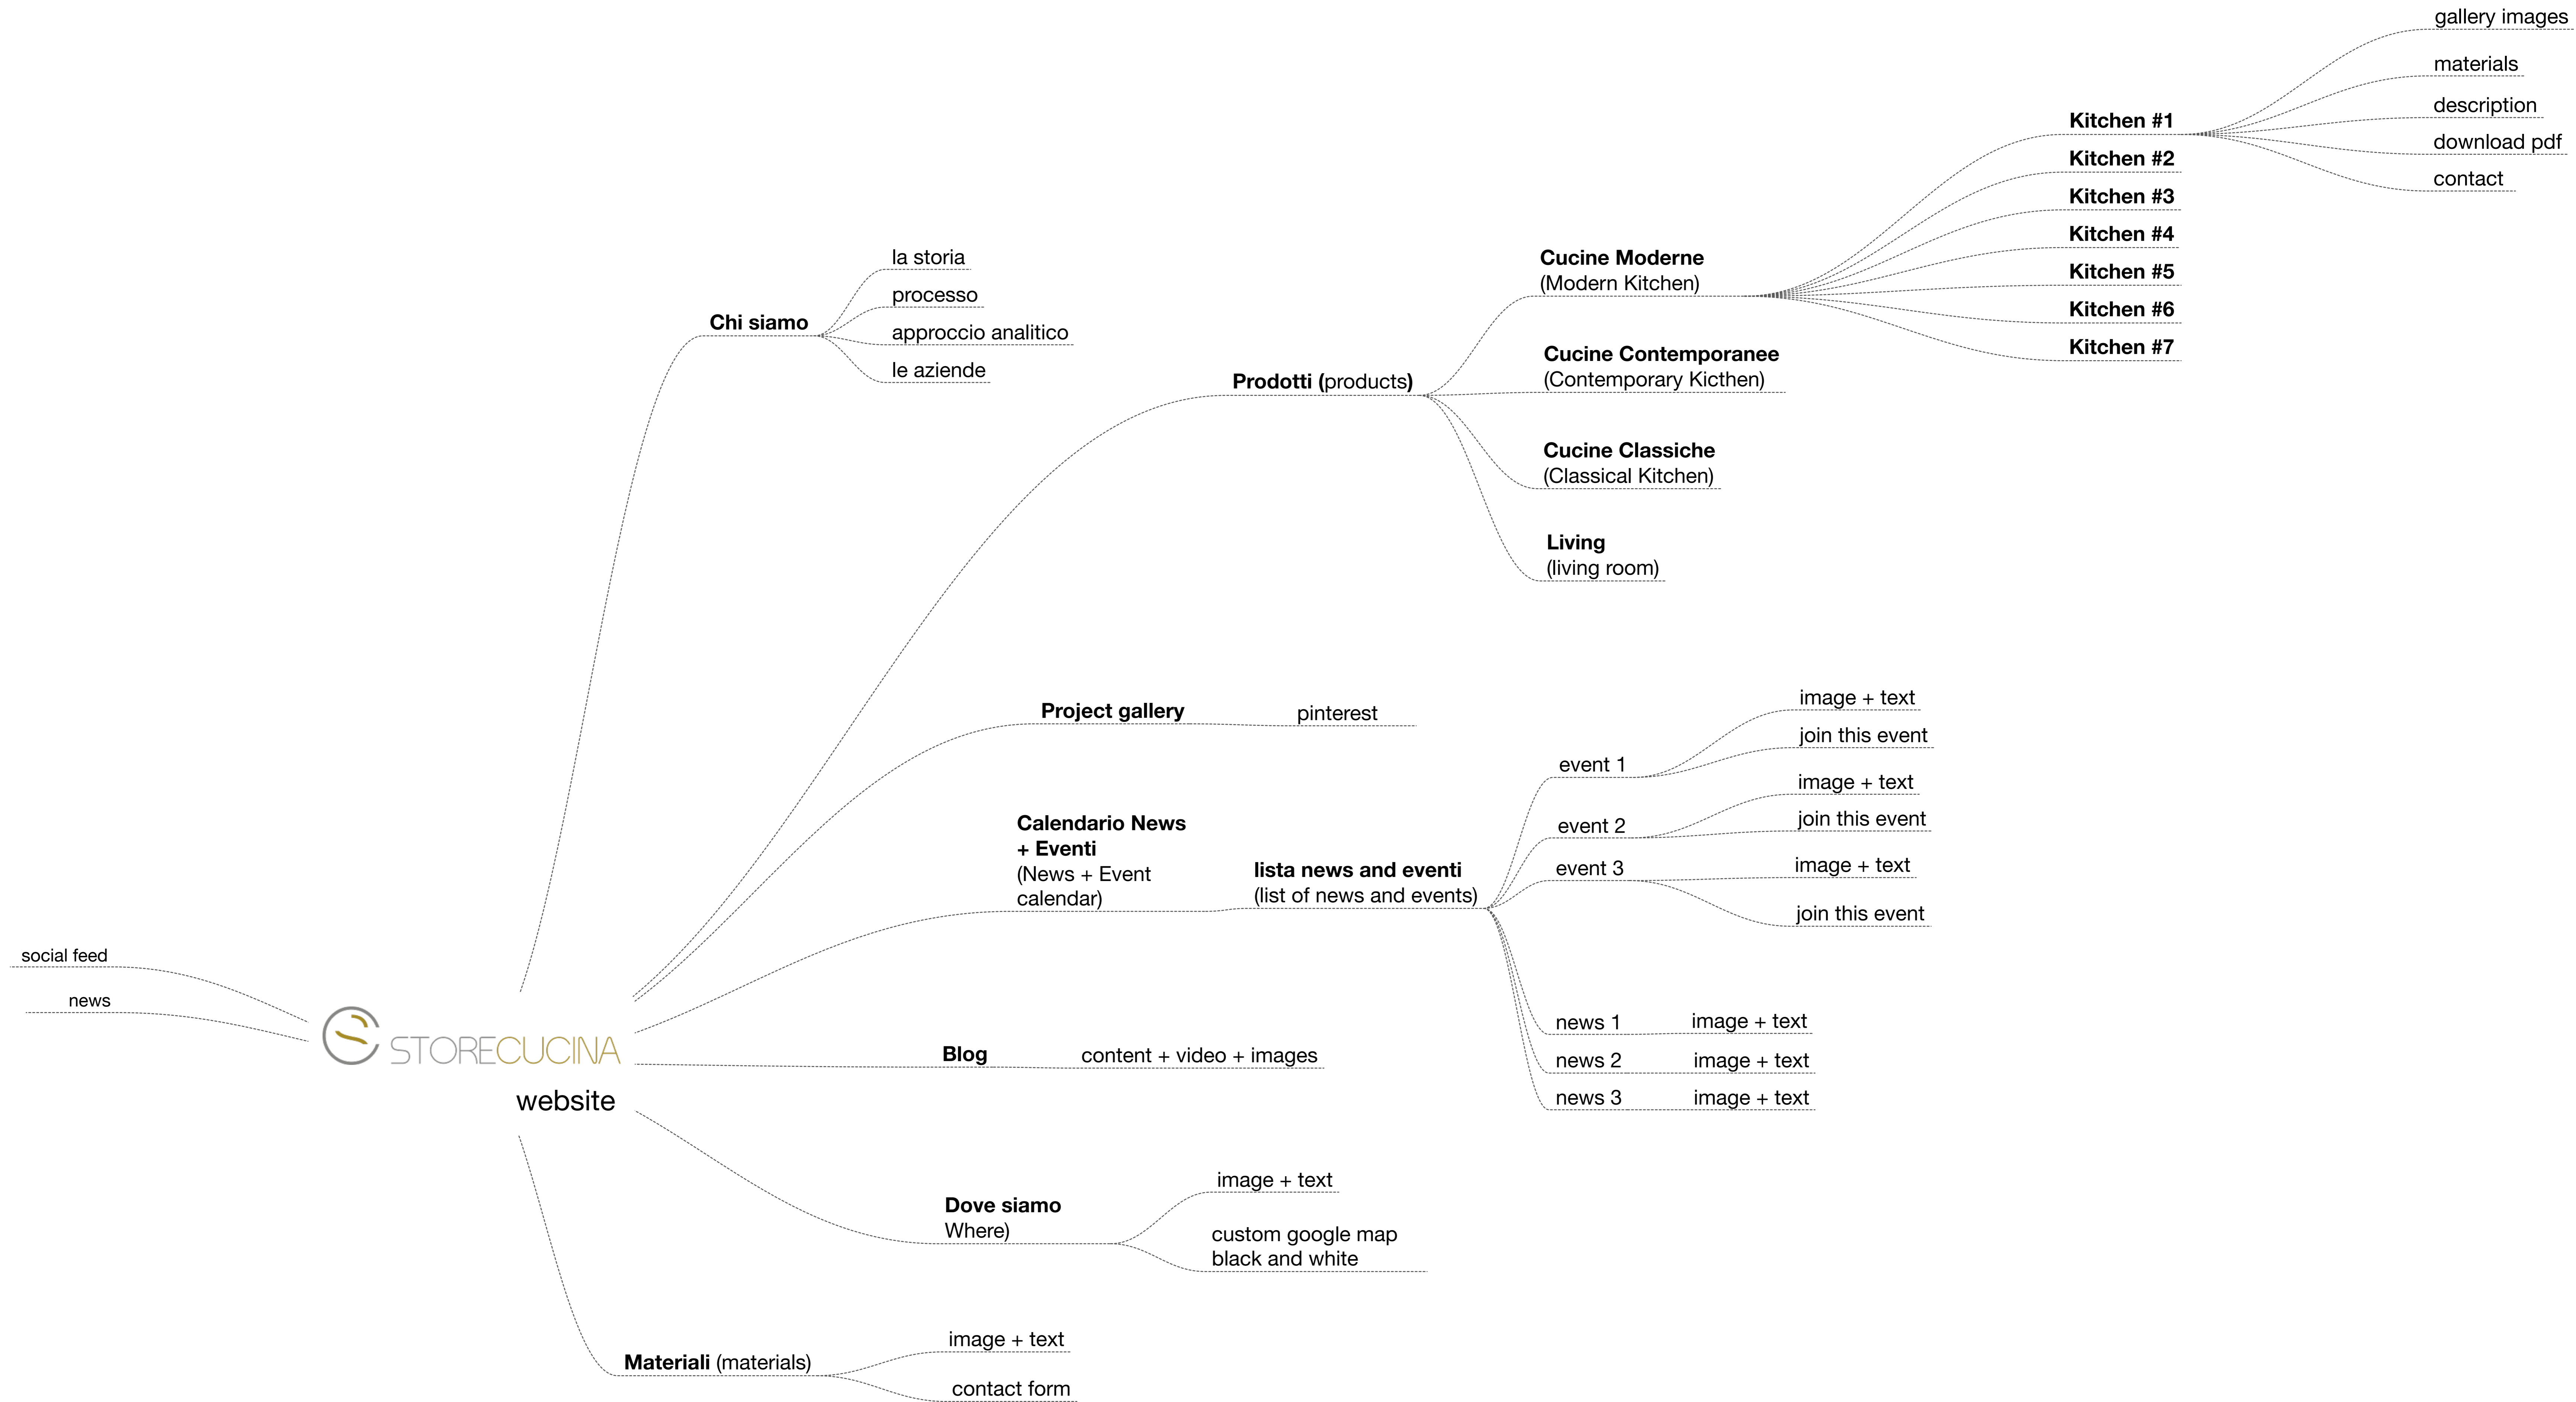 gallery images
materials
description
download pdf
contact
Kitchen #1
Kitchen #2
Kitchen #3
Kitchen #4
Kitchen #5
Kitchen #6
Kitchen #7
Cucine Moderne
(Modern Kitchen)
Cucine Contemporanee
(Contemporary Kicthen)
Cucine Classiche
(Classical Kitchen)
Living
(living room)
Prodotti (products)
la storia
processo
approccio analitico
le aziende
Chi siamo
Project gallery
pinterest
Calendario News
+ Eventi
(News + Event
calendar)
lista news and eventi
(list of news and events)
event 1
image + text
join this event
event 2
image + text
join this event
event 3
image + text
join this event
news 1
image + text
news 2
image + text
news 3
image + text
social feed
news
STORECUCINA
website
Blog
content + video + images
Dove siamo
Where)
image + text
custom google map
black and white
Materiali (materials)
image + text
contact form